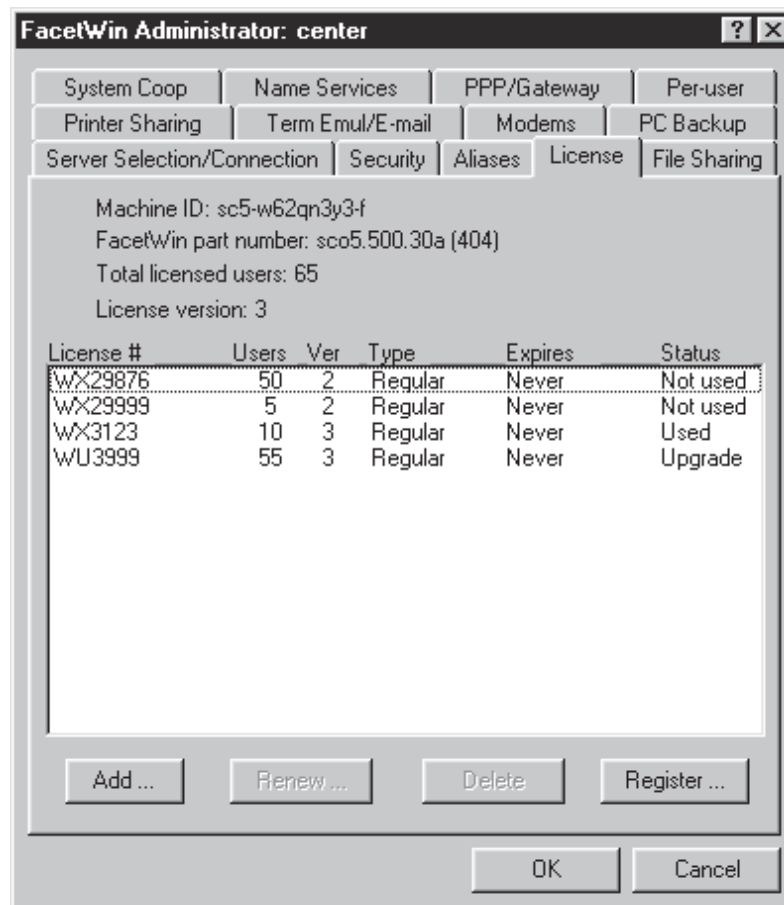 FacetWin Administrator: center
System Coop Name Services PPP/Gateway Per-user
Printer Sharing Term Emul/E-mail Modems PC Backup
Server Selection/Connection Security Aliases License File Sharing
Machine ID: sc5-w62qn3y3-f
FacetWin part number: sco5.500.30a (404)
Total licensed users: 65
License version: 3
License # Users Ver Type Expires Status
WX29876 50 2 Regular Never Not used
WX29999 5 2 Regular Never Not used
WX3123 10 3 Regular Never Used
WU3999 55 3 Regular Never Upgrade
Add ... Renew ... Delete Register ...
OK Cancel